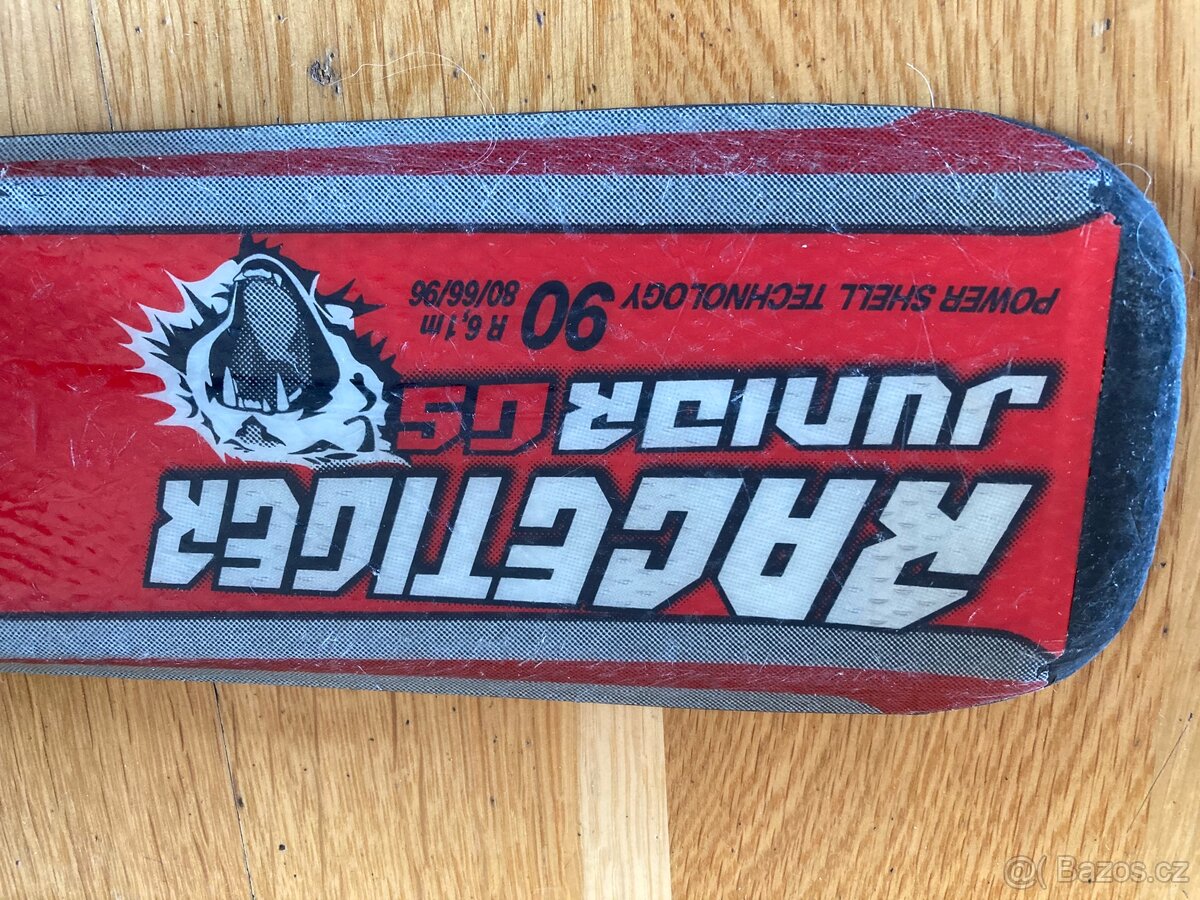 RACETIGER
JUNIOR GS
POWER SHELL TECHNOLOGY 90 R 6,1m
80/66/96
@( Bazos.cz